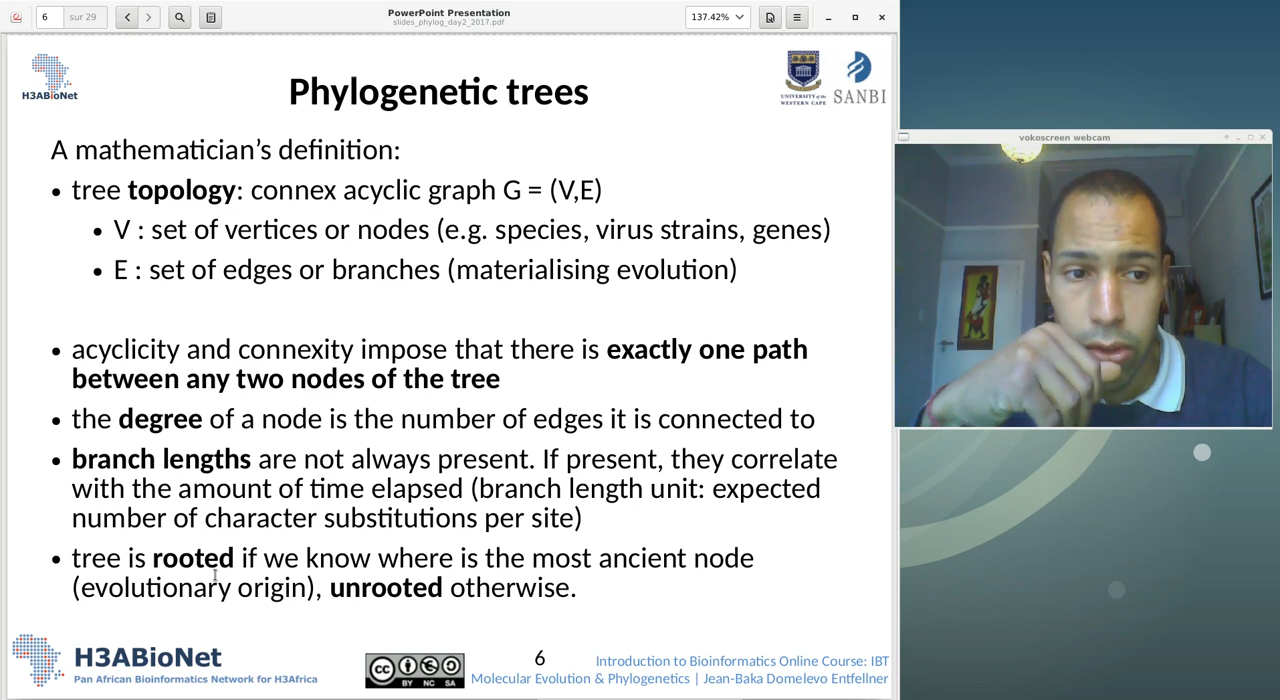 6 sur 29
PowerPoint Presentation
slides_phylog_day2_2017.pdf
137.42%
H3ABioNet
Phylogenetic trees
UNIVERSITY of the
WESTERN CAPE
SANBI
A mathematician’s definition:
• tree topology: connex acyclic graph G = (V,E)
• V : set of vertices or nodes (e.g. species, virus strains, genes)
• E : set of edges or branches (materialising evolution)
• acyclicity and connexity impose that there is exactly one path
between any two nodes of the tree
• the degree of a node is the number of edges it is connected to
• branch lengths are not always present. If present, they correlate
with the amount of time elapsed (branch length unit: expected
number of character substitutions per site)
• tree is rooted if we know where is the most ancient node
(evolutionary origin), unrooted otherwise.
vokoscreen webcam
H3ABioNet
Pan African Bioinformatics Network for H3Africa
cc
BY NC SA
6
Introduction to Bioinformatics Online Course: IBT
Molecular Evolution & Phylogenetics | Jean-Baka Domelevo Entfellner